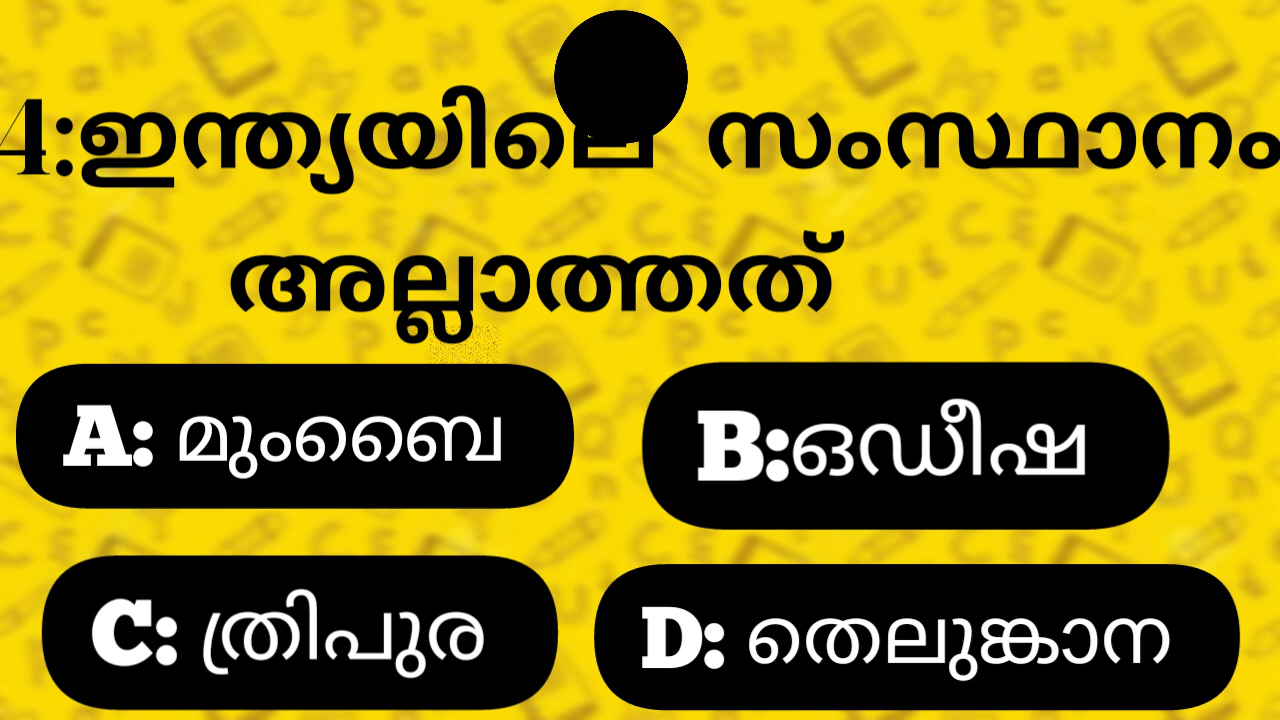 4:ഇന്ത്യയിലെ സംസ്ഥാനം
അല്ലാത്തത്
A: മുംബൈ
B:ഒഡീഷ
C: ത്രിപുര
D: തെലുങ്കാന